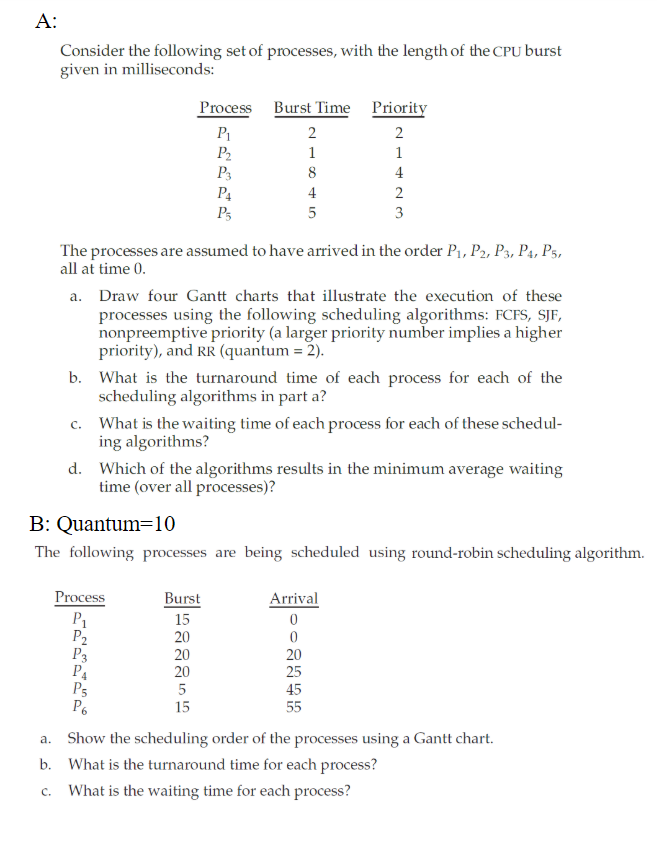 A:
Consider the following set of processes, with the length of the CPU burst
given in milliseconds:
Process Burst Time Priority
P1 2 2
P2 1 1
P3 8 4
P4 4 2
P5 5 3
The processes are assumed to have arrived in the order P1, P2, P3, P4, P5,
all at time 0.
a. Draw four Gantt charts that illustrate the execution of these
processes using the following scheduling algorithms: FCFS, SJF,
nonpreemptive priority (a larger priority number implies a higher
priority), and RR (quantum = 2).
b. What is the turnaround time of each process for each of the
scheduling algorithms in part a?
c. What is the waiting time of each process for each of these schedul-
ing algorithms?
d. Which of the algorithms results in the minimum average waiting
time (over all processes)?
B: Quantum=10
The following processes are being scheduled using round-robin scheduling algorithm.
Process Burst Arrival
P1 15 0
P2 20 0
P3 20 20
P4 20 25
P5 5 45
P6 15 55
a. Show the scheduling order of the processes using a Gantt chart.
b. What is the turnaround time for each process?
c. What is the waiting time for each process?